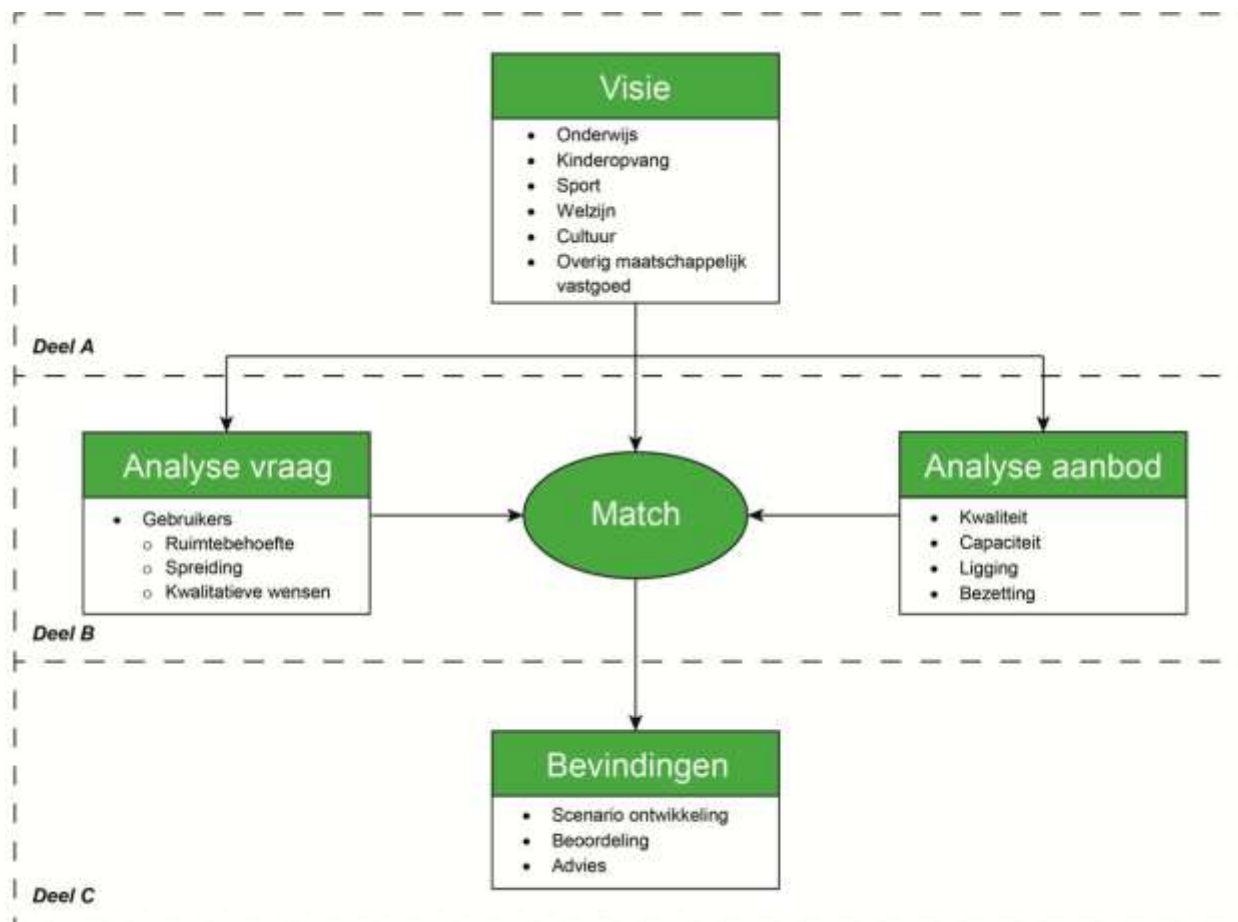 Visie
Onderwijs
Kinderopvang
Sport
Welzijn
Cultuur
Overig maatschappelijk
vastgoed
Deel A
Analyse vraag
Gebruikers
Ruimtebehoefte
Spreiding
Kwalitatieve wensen
Match
Analyse aanbod
Kwaliteit
Capaciteit
Ligging
Bezetting
Deel B
Bevindingen
Scenario ontwikkeling
Beoordeling
Advies
Deel C